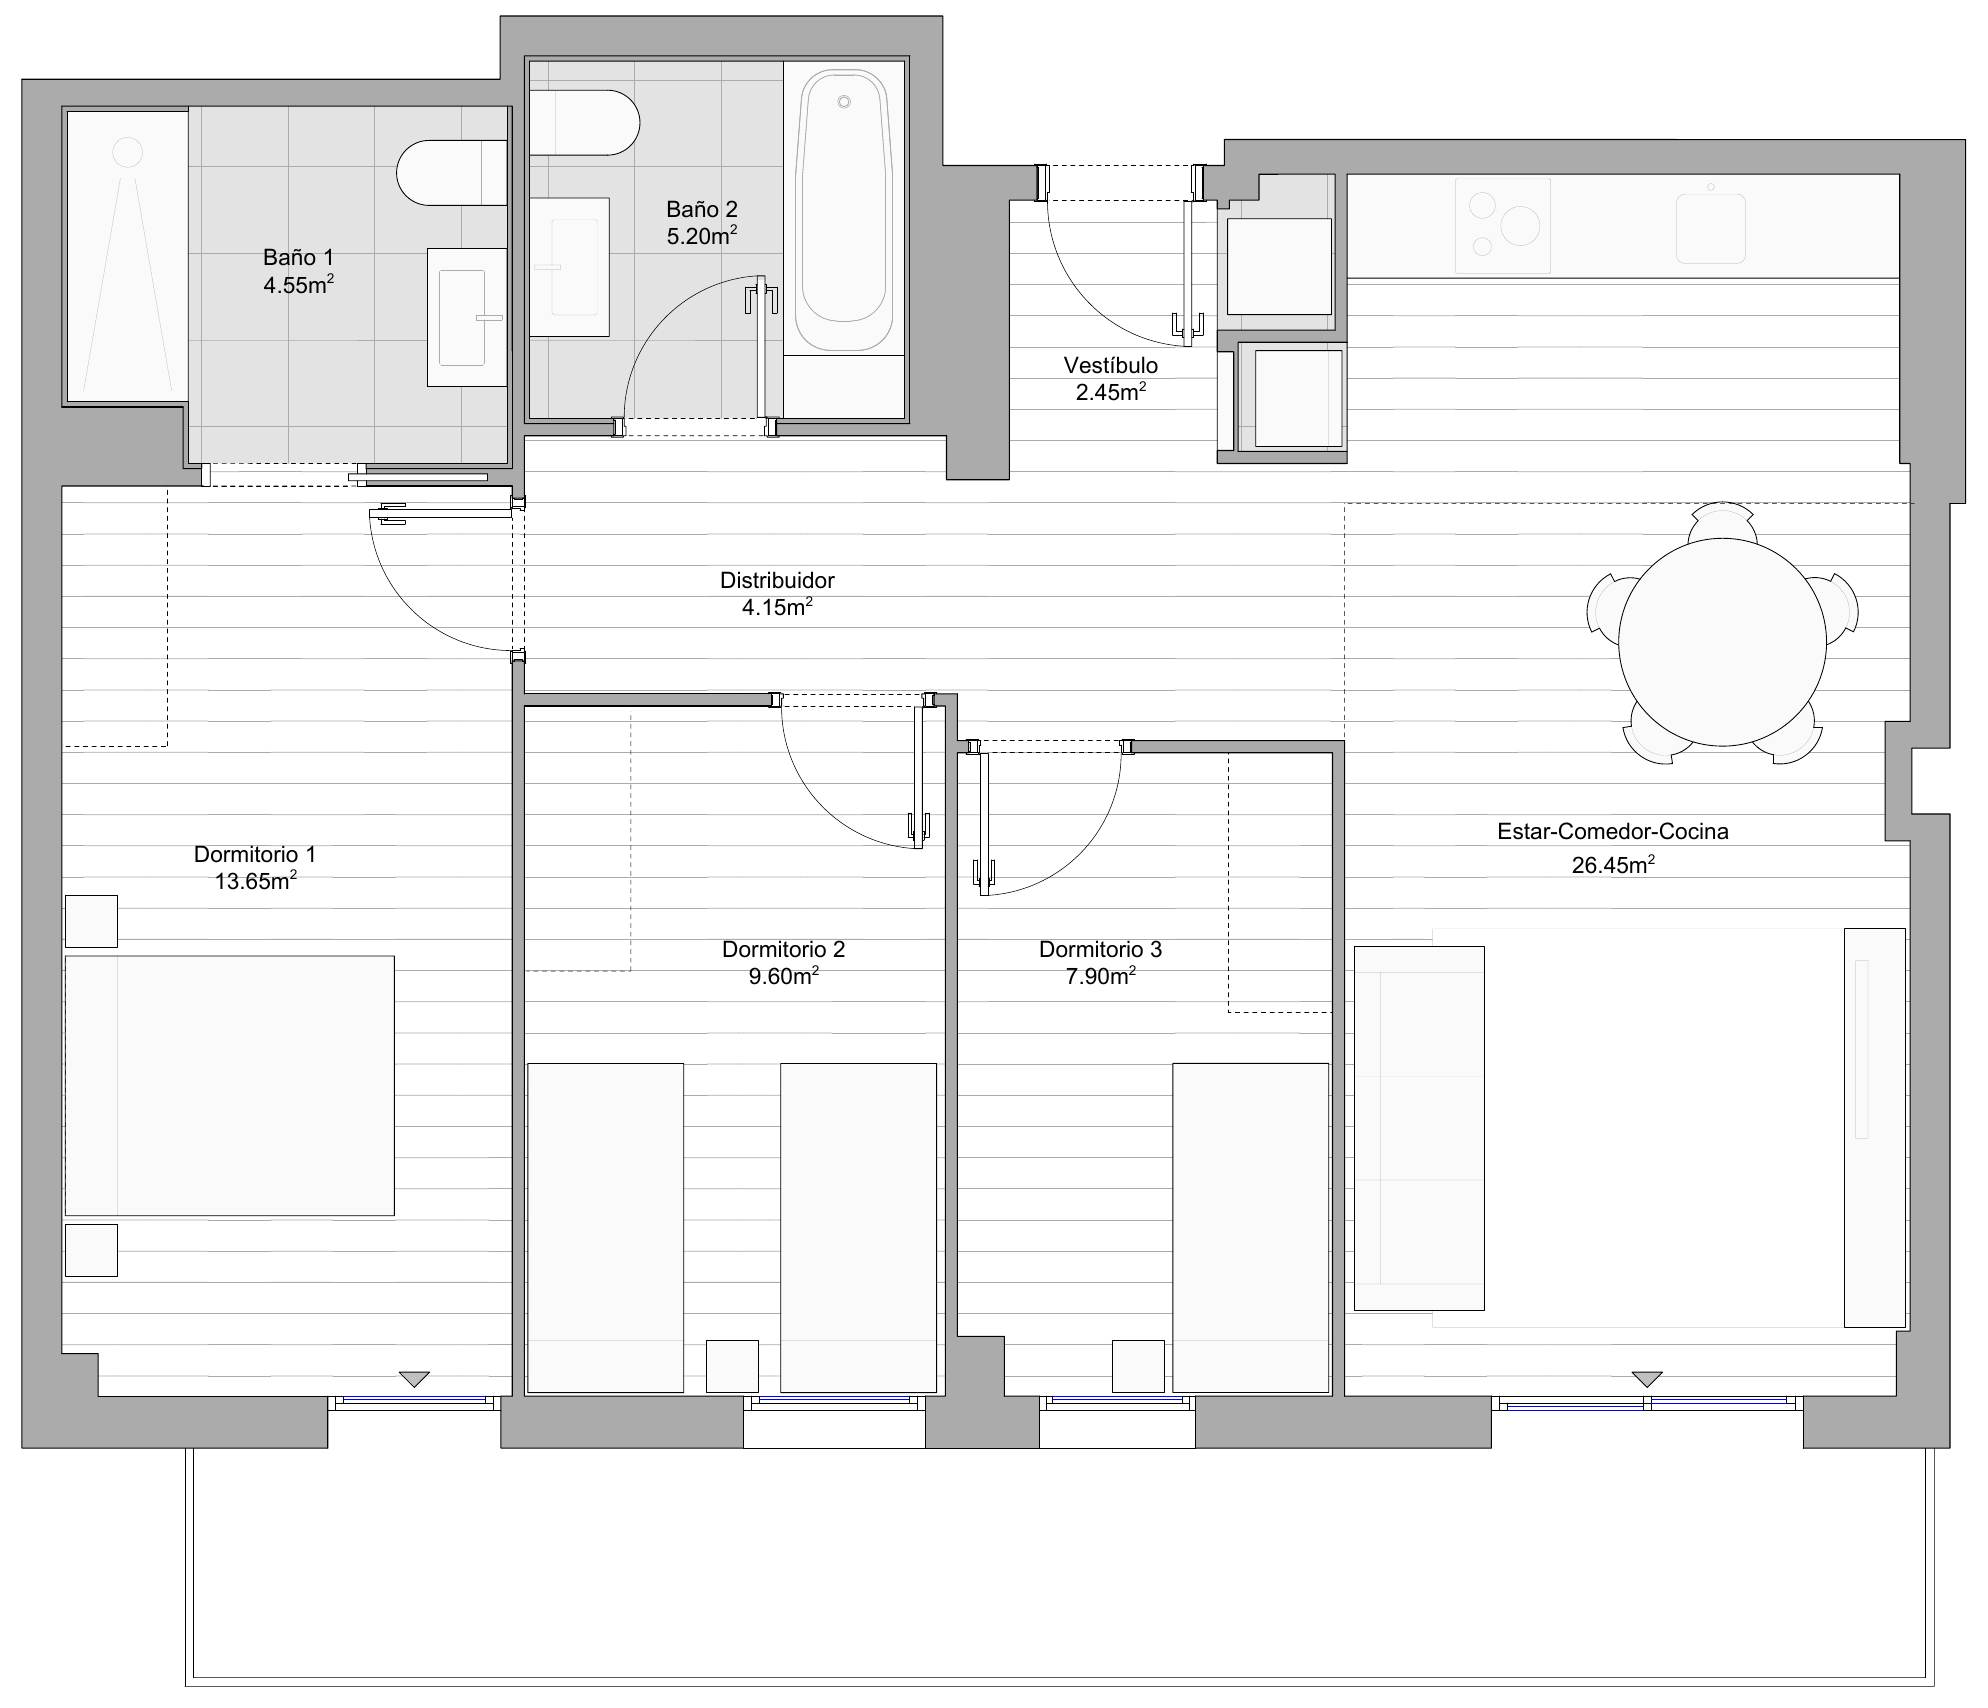 Baño 1
4.55m²
Baño 2
5.20m²
Vestíbulo
2.45m²
Distribuidor
4.15m²
Dormitorio 1
13.65m²
Dormitorio 2
9.60m²
Dormitorio 3
7.90m²
Estar-Comedor-Cocina
26.45m²